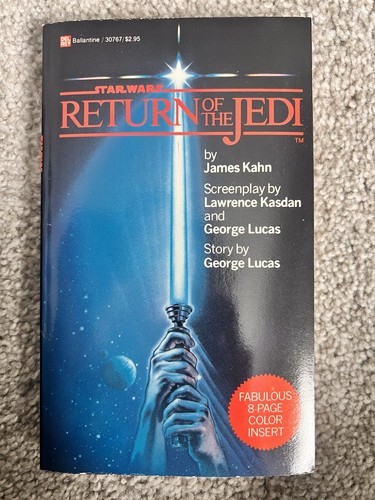 DEL REY
Ballantine / 30767 / $2.95
STAR WARS
RETURN OF THE JEDI
TM
by
James Kahn
Screenplay by
Lawrence Kasdan
and
George Lucas
Story by
George Lucas
FABULOUS
8-PAGE
COLOR
INSERT